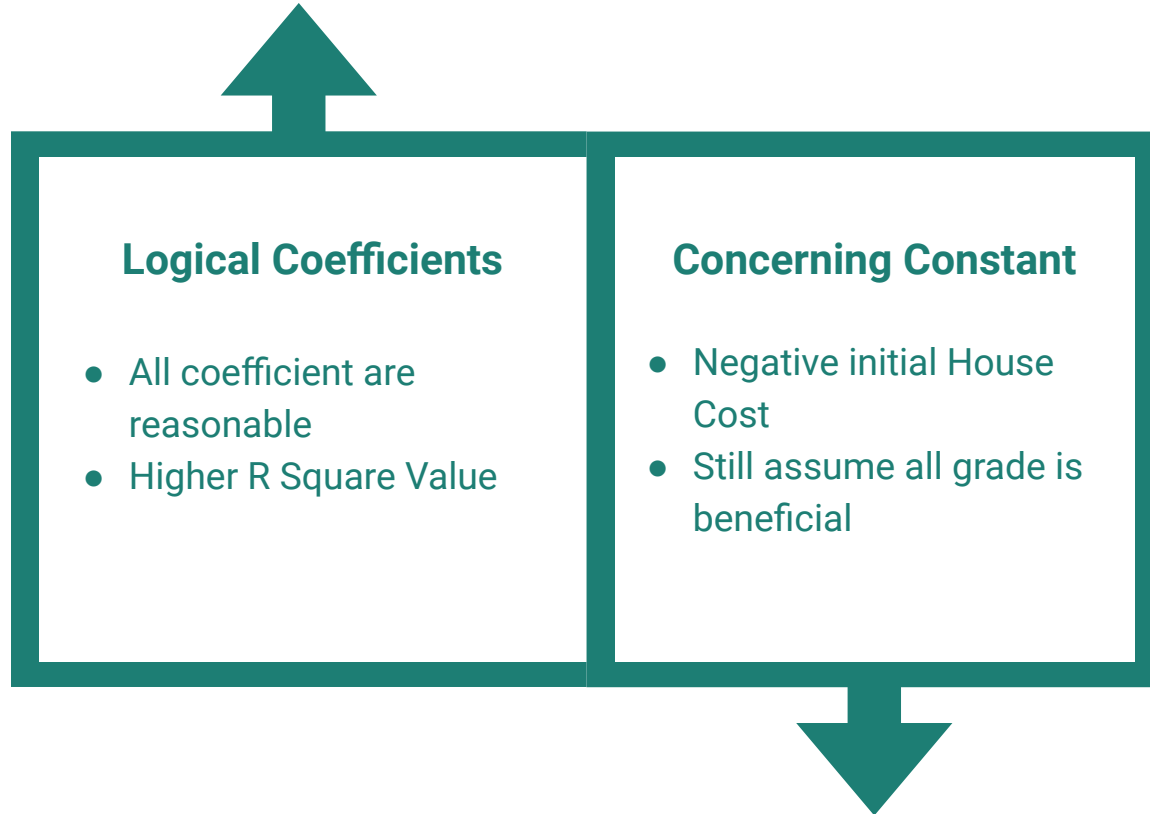 Logical Coefficients
● All coefficient are
reasonable
● Higher R Square Value
Concerning Constant
● Negative initial House
Cost
● Still assume all grade is
beneficial